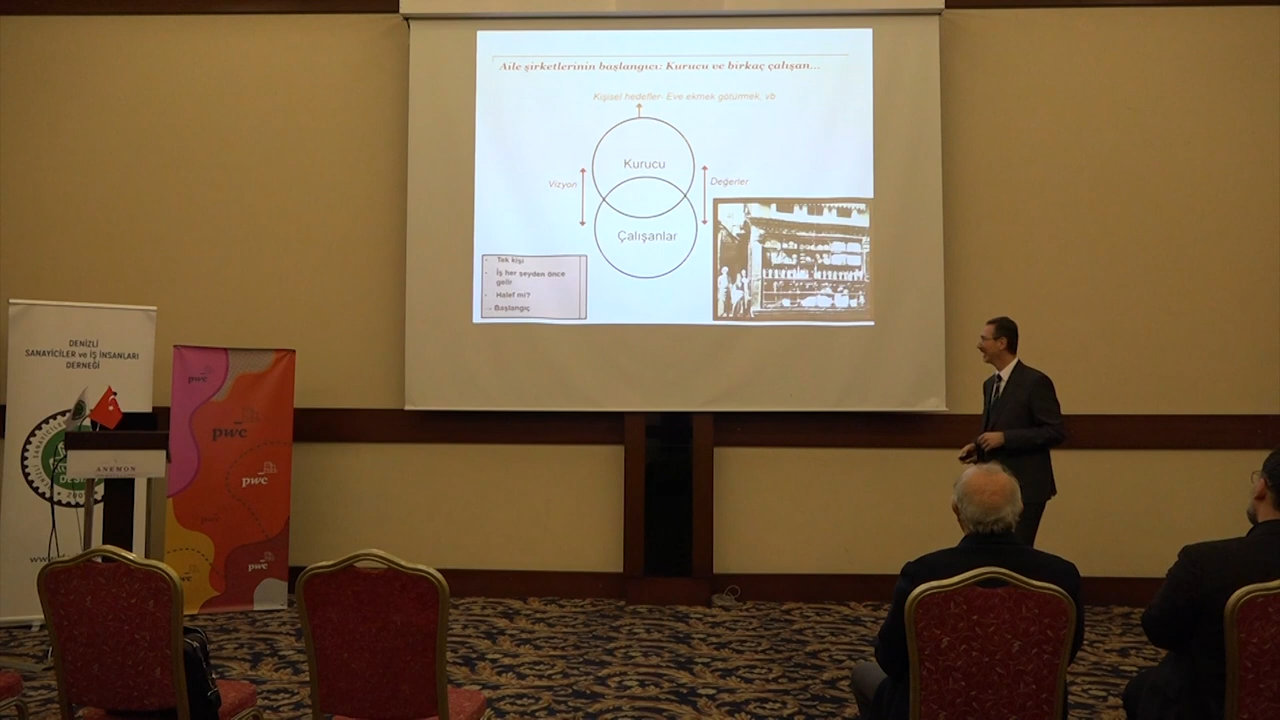 Aile şirketlerinin başlangıcı: Kurucu ve birkaç çalışan...
Kişisel hedefler- Eve ekmek götürmek, vb
Kurucu
Vizyon
Değerler
Çalışanlar
Tek kişi
İş her şeyden önce
gelir
Halef mi?
Başlangıç
DENİZLİ
SANAYİCİLER ve İŞ İNSANLARI
DERNEĞİ
ANEMON
pwc
pwc
pwc
pwc
pwc
pwc